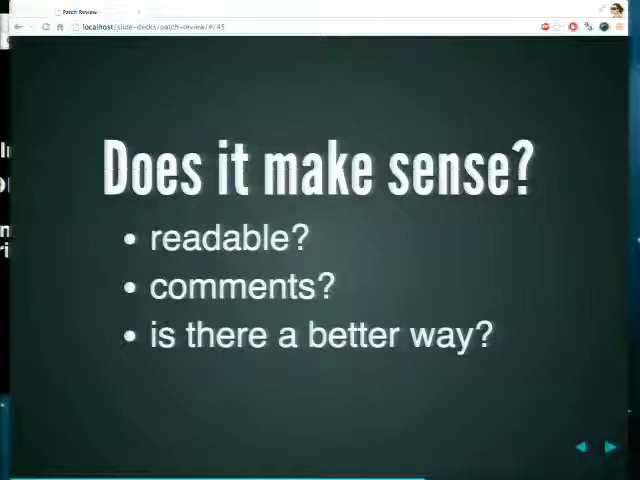 Patch Review
localhost/slide-decks/patch-review/#/45
Does it make sense?
• readable?
• comments?
• is there a better way?